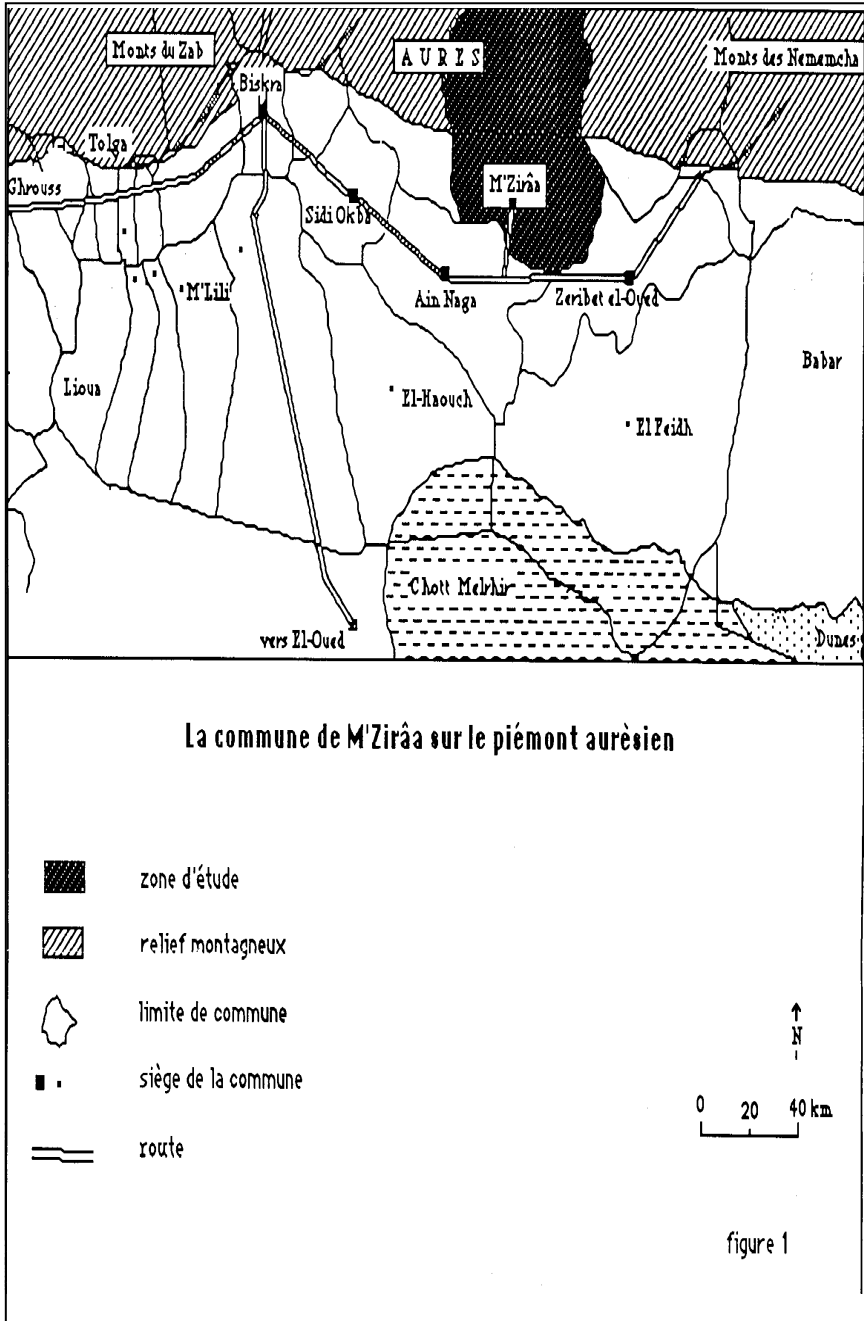 Monts du Zab
AURES
Monts des Nememcha
Biskra
Tolga
Ghrouss
M'Zirâa
Sidi Okba
Ain Naga
Zeribet el-Oued
M'Lili
Babar
Lioua
El-Haouch
El Feidh
Chott Melrhir
vers El-Oued
Dunes
La commune de M'Zirâa sur le piémont aurèsien
zone d'étude
relief montagneux
limite de commune
siège de la commune
route
N
0 20 40 km
figure 1